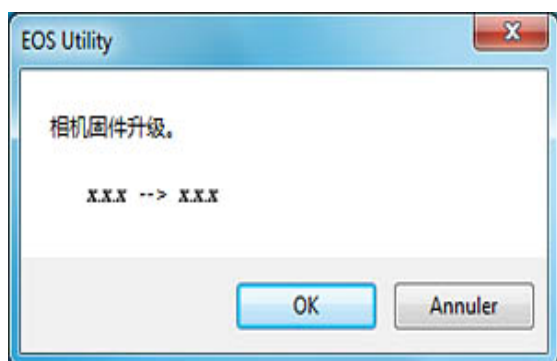 EOS Utility
相机固件升级。
x.x.x --> x.x.x
OK
Annuler